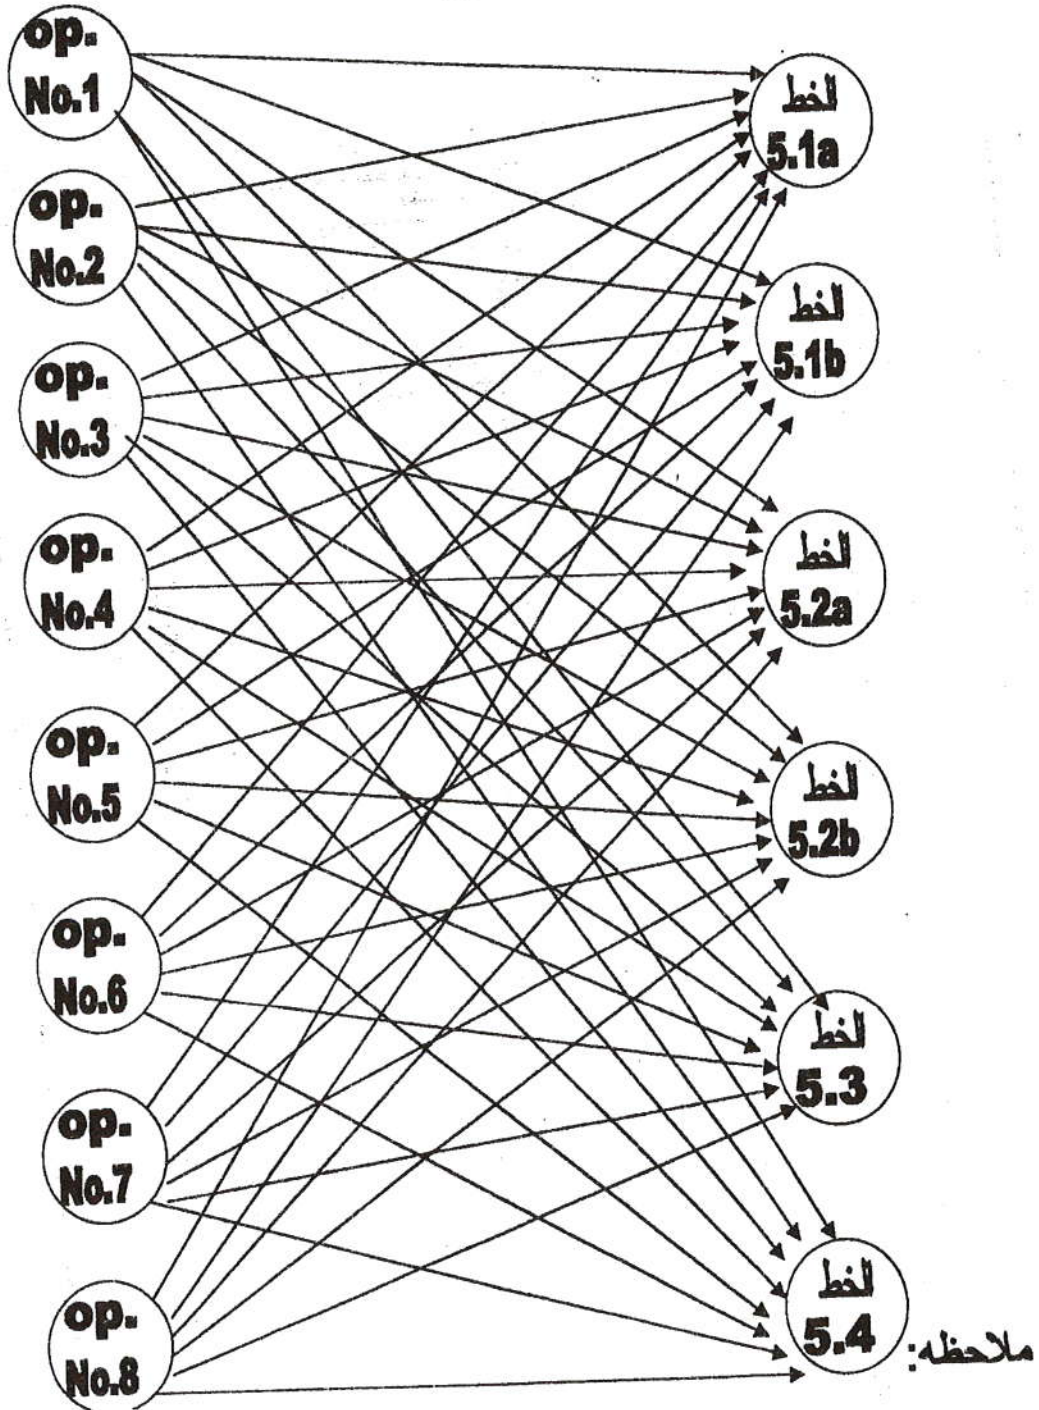 op.
No.1
op.
No.2
op.
No.3
op.
No.4
op.
No.5
op.
No.6
op.
No.7
op.
No.8
الخط
5.1a
الخط
5.1b
الخط
5.2a
الخط
5.2b
الخط
5.3
الخط
5.4
ملاحظه: